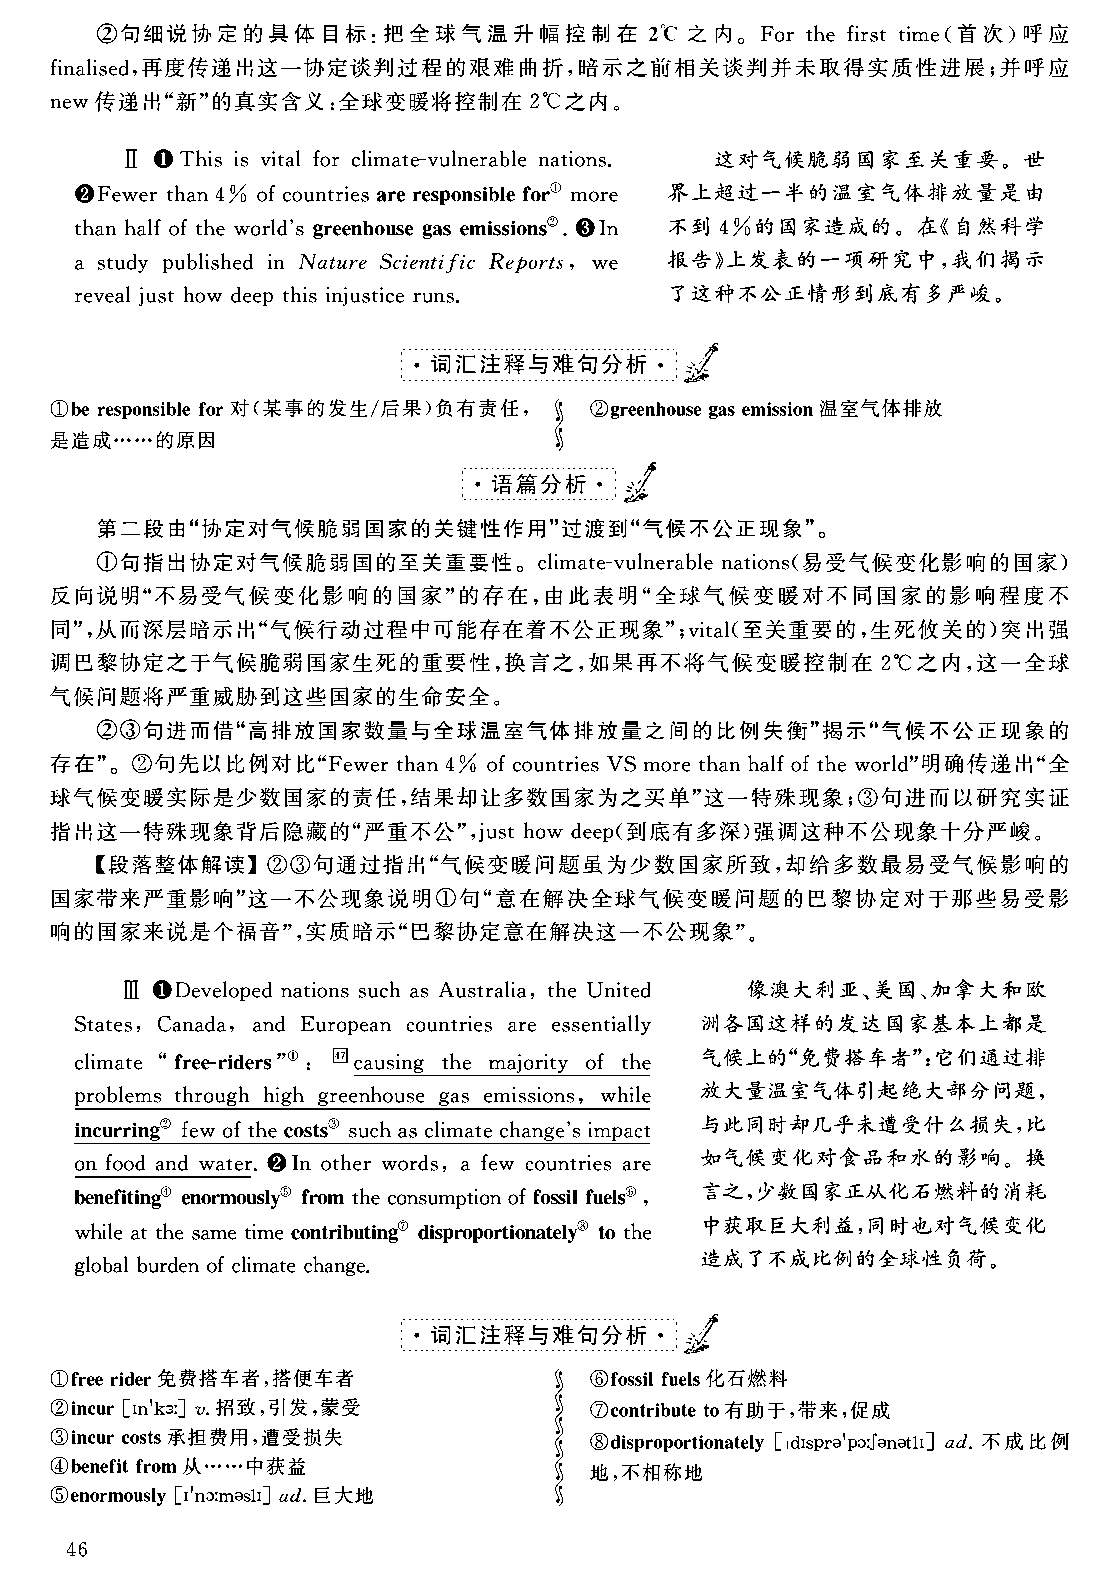 ②句细说协定的具体目标:把全球气温升幅控制在 2℃ 之内。For the first time(首次)呼应
finalised,再度传递出这一协定谈判过程的艰难曲折,暗示之前相关谈判并未取得实质性进展;并呼应
new 传递出“新”的真实含义:全球变暖将控制在 2℃之内。
Ⅱ ❶ This is vital for climate-vulnerable nations.
❷Fewer than 4% of countries are responsible for① more
than half of the world's greenhouse gas emissions②. ❸In
a study published in Nature Scientific Reports, we
reveal just how deep this injustice runs.
这对气候脆弱国家至关重要。世
界上超过一半的温室气体排放量是由
不到 4%的国家造成的。在《自然科学
报告》上发表的一项研究中,我们揭示
了这种不公正情形到底有多严峻。
·词汇注释与难句分析·
①be responsible for 对(某事的发生/后果)负有责任,
是造成……的原因
②greenhouse gas emission 温室气体排放
·语篇分析·
第二段由“协定对气候脆弱国家的关键性作用”过渡到“气候不公正现象”。
①句指出协定对气候脆弱国的至关重要性。climate-vulnerable nations(易受气候变化影响的国家)
反向说明“不易受气候变化影响的国家”的存在,由此表明“全球气候变暖对不同国家的影响程度不
同”,从而深层暗示出“气候行动过程中可能存在着不公正现象”;vital(至关重要的,生死攸关的)突出强
调巴黎协定之于气候脆弱国家生死的重要性,换言之,如果再不将气候变暖控制在 2℃之内,这一全球
气候问题将严重威胁到这些国家的生命安全。
②③句进而借“高排放国家数量与全球温室气体排放量之间的比例失衡”揭示“气候不公正现象的
存在”。②句先以比例对比“Fewer than 4% of countries VS more than half of the world”明确传递出“全
球气候变暖实际是少数国家的责任,结果却让多数国家为之买单”这一特殊现象;③句进而以研究实证
指出这一特殊现象背后隐藏的“严重不公”,just how deep(到底有多深)强调这种不公现象十分严峻。
【段落整体解读】②③句通过指出“气候变暖问题虽为少数国家所致,却给多数最易受气候影响的
国家带来严重影响”这一不公现象说明①句“意在解决全球气候变暖问题的巴黎协定对于那些易受影
响的国家来说是个福音”,实质暗示“巴黎协定意在解决这一不公现象”。
Ⅲ ❶Developed nations such as Australia, the United
States, Canada, and European countries are essentially
climate “free-riders”①: 47 causing the majority of the
problems through high greenhouse gas emissions, while
incurring② few of the costs③ such as climate change's impact
on food and water. ❷In other words, a few countries are
benefiting④ enormously⑤ from the consumption of fossil fuels⑥,
while at the same time contributing⑦ disproportionately⑧ to the
global burden of climate change.
像澳大利亚、美国、加拿大和欧
洲各国这样的发达国家基本上都是
气候上的“免费搭车者”:它们通过排
放大量温室气体引起绝大部分问题,
与此同时却几乎未遭受什么损失,比
如气候变化对食品和水的影响。换
言之,少数国家正从化石燃料的消耗
中获取巨大利益,同时也对气候变化
造成了不成比例的全球性负荷。
·词汇注释与难句分析·
①free rider 免费搭车者,搭便车者
②incur [ɪn'kɜː] v. 招致,引发,蒙受
③incur costs 承担费用,遭受损失
④benefit from 从……中获益
⑤enormously [ɪ'nɔːməslɪ] ad. 巨大地
⑥fossil fuels 化石燃料
⑦contribute to 有助于,带来,促成
⑧disproportionately [ˌdɪsprə'pɔːʃənətlɪ] ad. 不成比例
地,不相称地
46